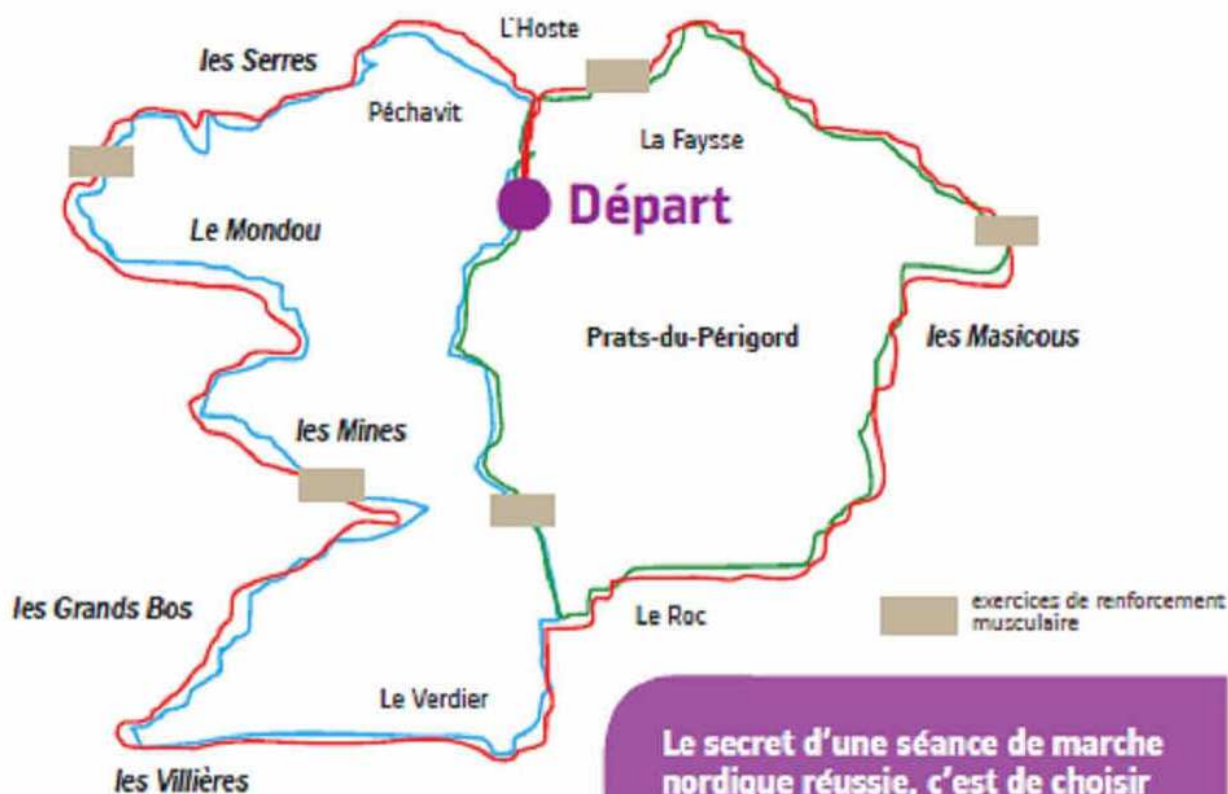 L'Hoste
les Serres
Péchavit
La Faysse
Départ
Le Mondou
Prats-du-Périgord
les Masicous
les Mines
les Grands Bos
Le Roc
exercices de renforcement
musculaire
Le Verdier
les Villières
Le secret d'une séance de marche
nordique réussie, c'est de choisir